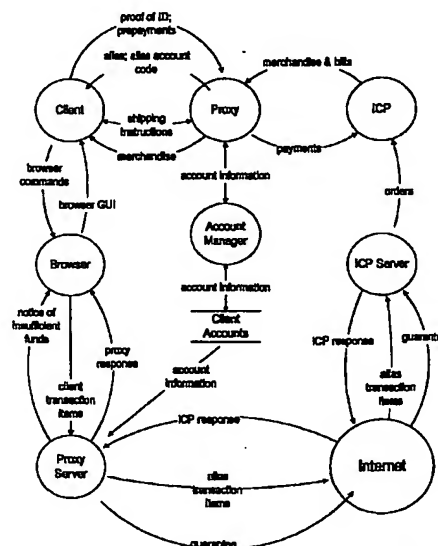 proof of ID;
prepayments
alias; alias account
code
merchandise & bills
Client
Proxy
ICP
shipping
instructions
merchandise
payments
browser
commands
account information
orders
browser GUI
Account
Manager
Browser
ICP Server
account information
notice of
insufficient
funds
Client
Accounts
proxy
response
ICP response
guarant
client
transaction
items
account
information
alias
transaction
items
ICP response
Proxy
Server
Internet
alias
transaction
items
guarantee